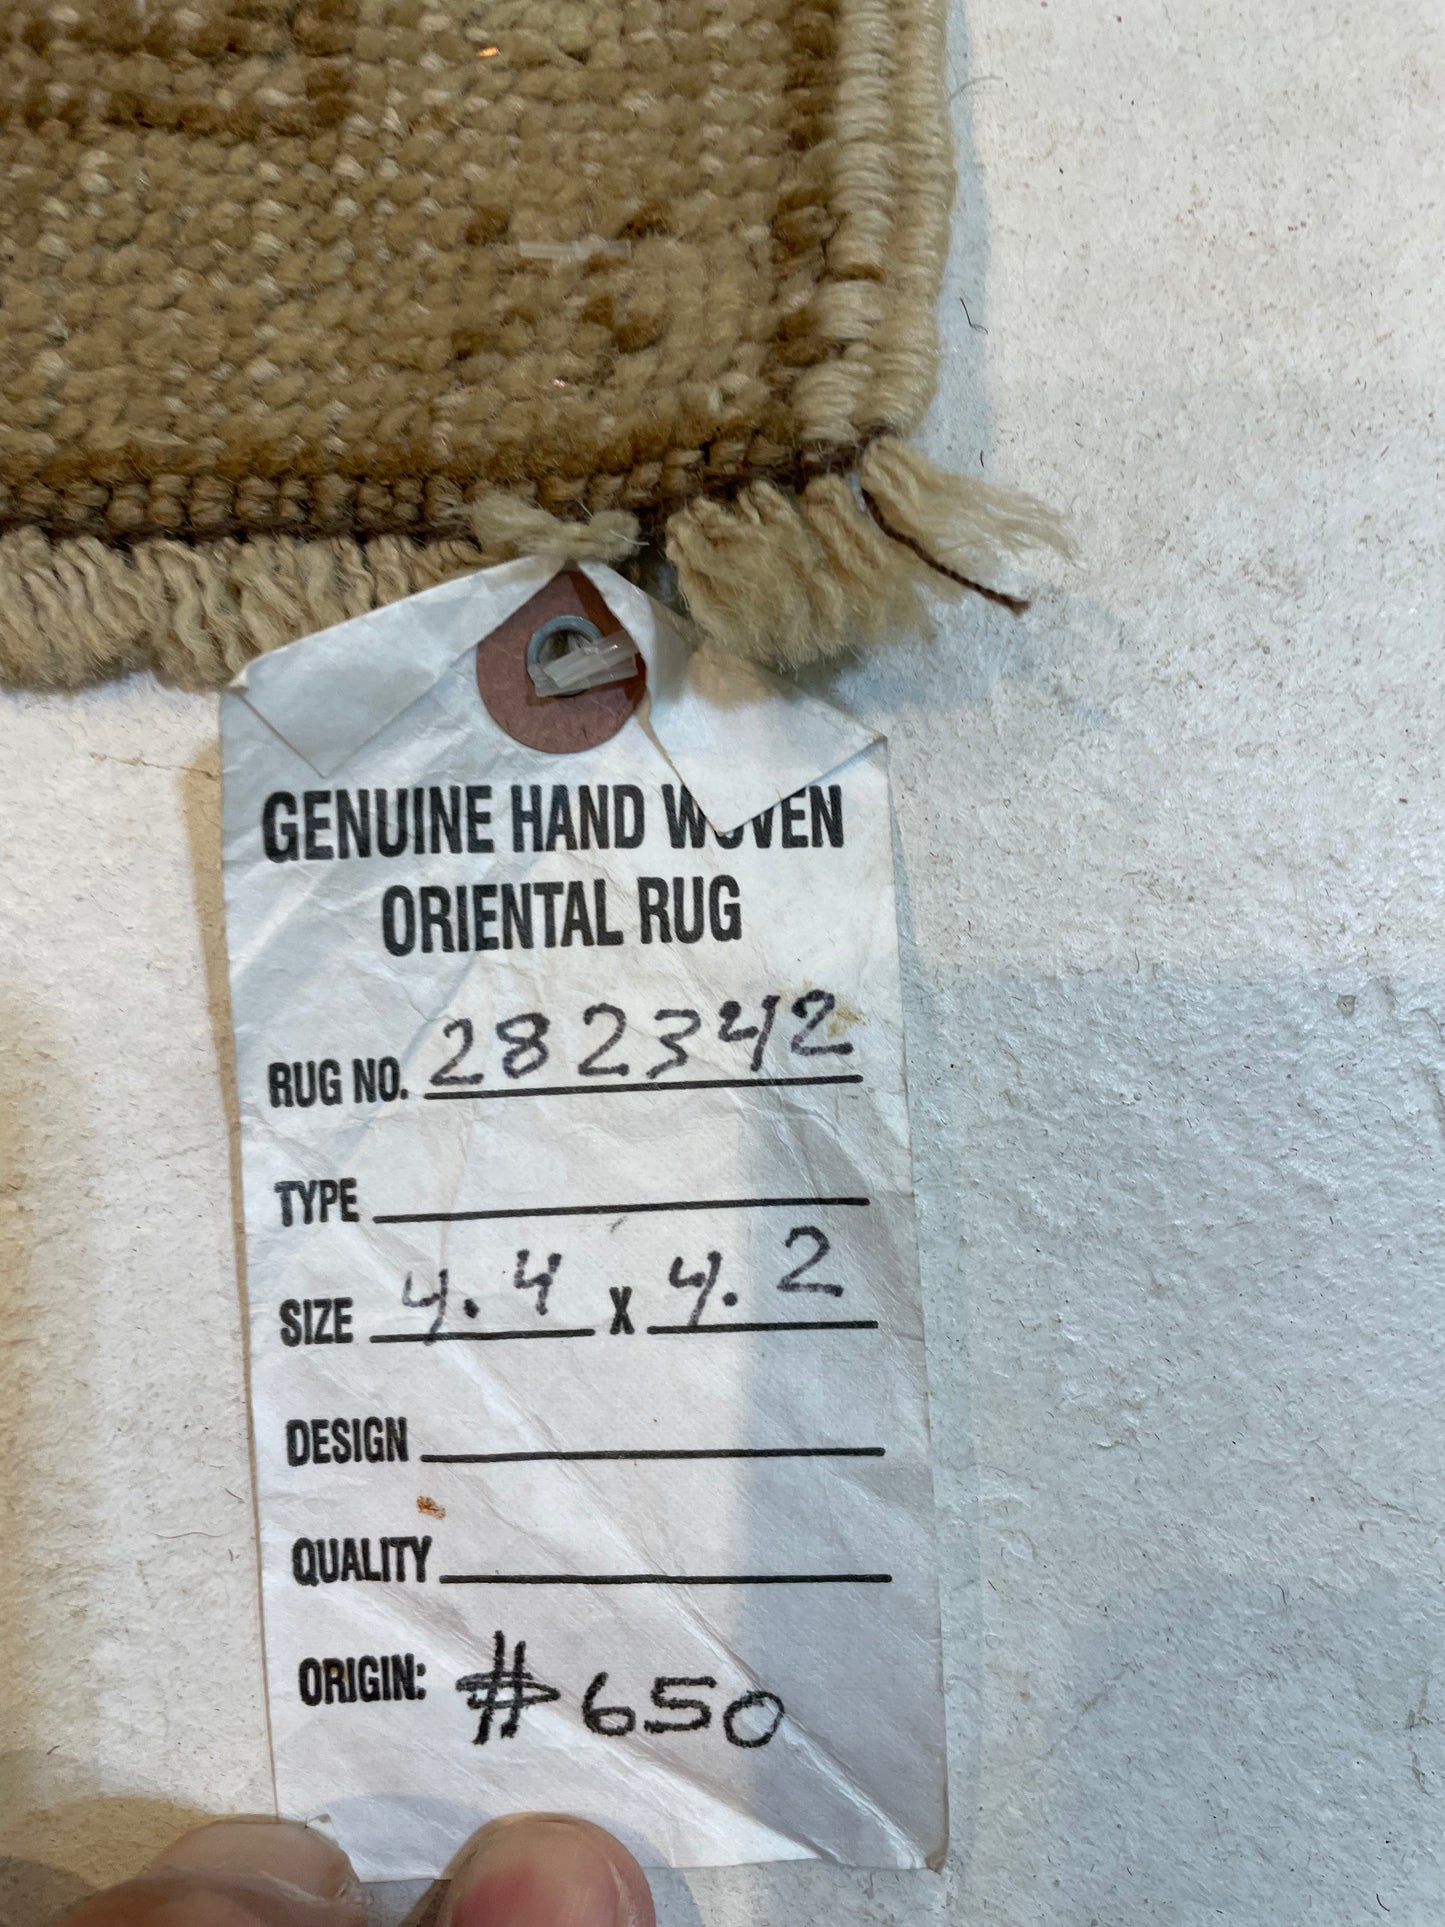 GENUINE HAND WOVEN
ORIENTAL RUG
RUG NO. 282342
TYPE
SIZE 4.4 X 4.2
DESIGN
QUALITY
ORIGIN: #650